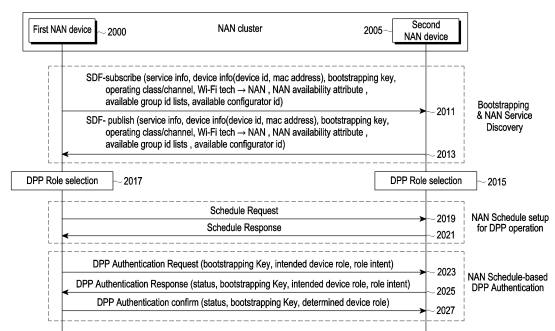 First NAN device
2000
NAN cluster
2005
Second
NAN device
SDF-subscribe (service info, device info(device id, mac address), bootstrapping key,
operating class/channel, Wi-Fi tech → NAN , NAN availability attribute ,
available group id lists, available configurator id)
2011
SDF- publish (service info, device info(device id, mac address), bootstrapping key,
operating class/channel, Wi-Fi tech → NAN , NAN availability attribute ,
available group id lists , available configurator id)
2013
Bootstrapping
& NAN Service
Discovery
DPP Role selection
2017
DPP Role selection
2015
Schedule Request
2019
Schedule Response
2021
NAN Schedule setup
for DPP operation
DPP Authentication Request (bootstrapping Key, intended device role, role intent)
2023
DPP Authentication Response (status, bootstrapping Key, intended device role, role intent)
2025
DPP Authentication confirm (status, bootstrapping Key, determined device role)
2027
NAN Schedule-based
DPP Authentication